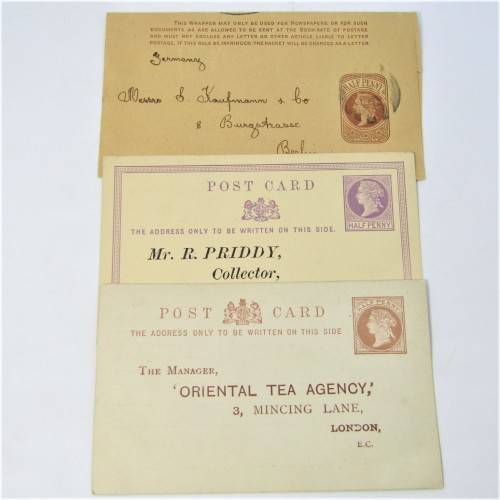 THIS WRAPPER MAY ONLY BE USED FOR NEWSPAPERS, OR FOR SUCH
DOCUMENTS AS ARE ALLOWED TO BE SENT AT THE BOOK-RATE OF POSTAGE,
AND MUST NOT ENCLOSE ANY LETTER OR OTHER ARTICLE LIABLE TO LETTER
POSTAGE. IF THIS RULE BE INFRINGED, THE PACKET WILL BE CHARGED AS A LETTER
Germany
HALF PENNY
Messrs S. Kaufmann & Co
8 Burgstrasse
Berlin
POST CARD
THE ADDRESS ONLY TO BE WRITTEN ON THIS SIDE.
HALF PENNY
Mr. R. PRIDDY,
Collector,
POST CARD
THE ADDRESS ONLY TO BE WRITTEN ON THIS SIDE
HALF PENNY
THE MANAGER,
'ORIENTAL TEA AGENCY,'
3, MINCING LANE,
LONDON,
E.C.